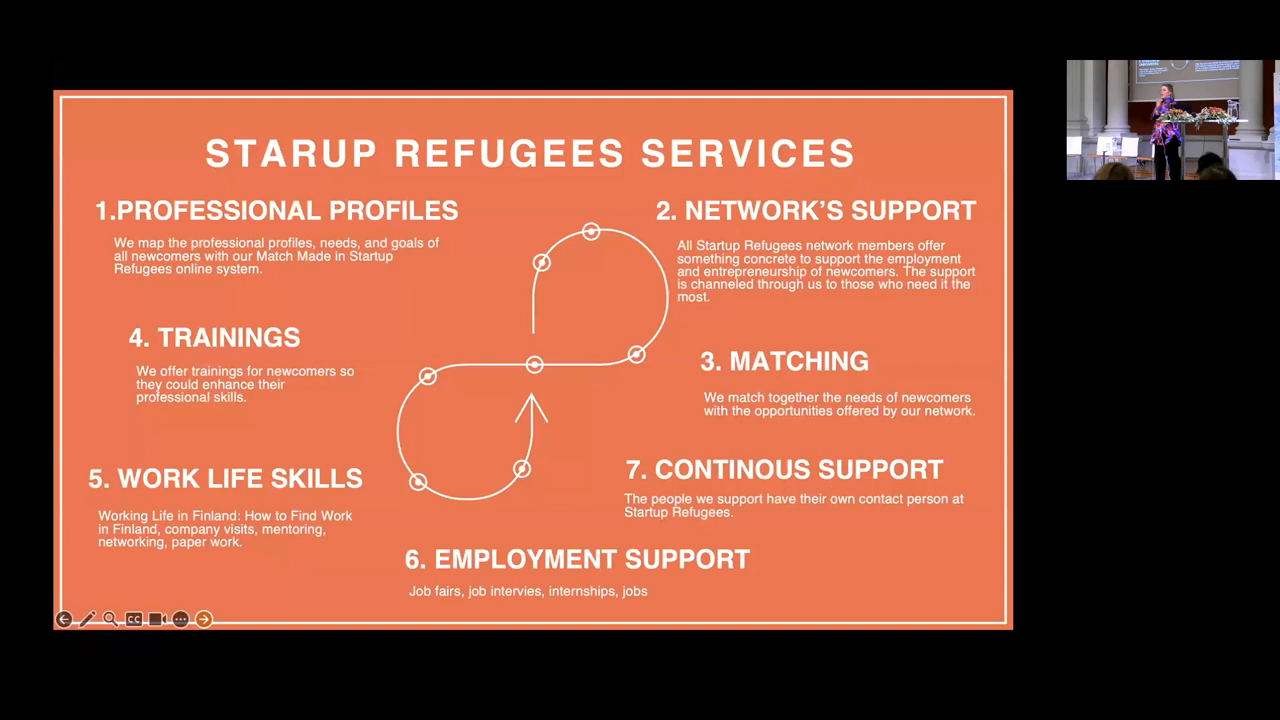 STARUP REFUGEES SERVICES
1.PROFESSIONAL PROFILES
We map the professional profiles, needs, and goals of
all newcomers with our Match Made in Startup
Refugees online system.
2. NETWORK’S SUPPORT
All Startup Refugees network members offer
something concrete to support the employment
and entrepreneurship of newcomers. The support
is channeled through us to those who need it the
most.
3. MATCHING
We match together the needs of newcomers
with the opportunities offered by our network.
4. TRAININGS
We offer trainings for newcomers so
they could enhance their
professional skills.
5. WORK LIFE SKILLS
Working Life in Finland: How to Find Work
in Finland, company visits, mentoring,
networking, paper work.
6. EMPLOYMENT SUPPORT
Job fairs, job intervies, internships, jobs
7. CONTINOUS SUPPORT
The people we support have their own contact person at
Startup Refugees.
CC